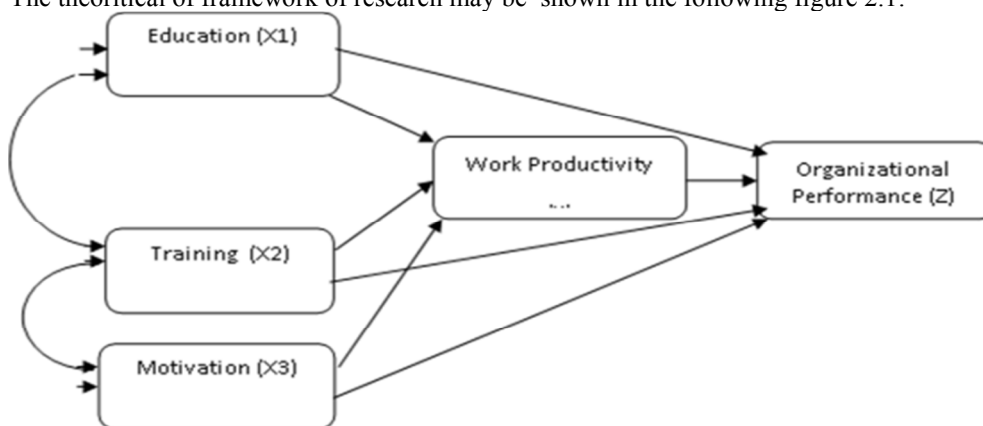 The theoritical of framework of research may be shown in the following figure 2.1.
Education (X1)
Work Productivity
Organizational
Performance (Z)
Training (X2)
Motivation (X3)